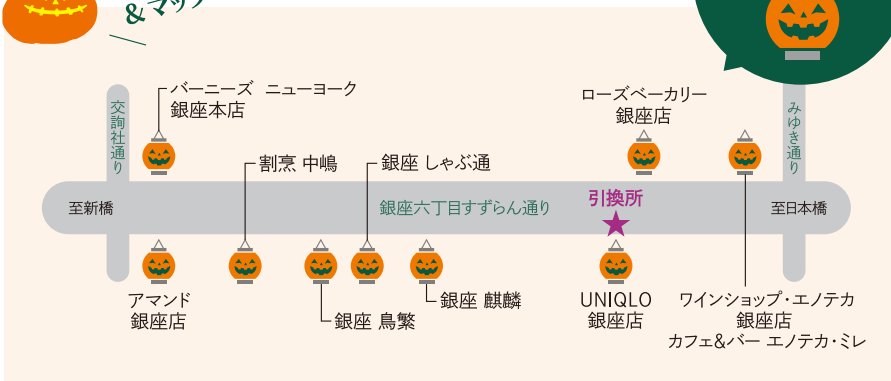 &マップ
バーニーズ ニューヨーク
銀座本店
交詢社通り
割烹 中嶋
銀座 しゃぶ通
ローズベーカリー
銀座店
みゆき通り
至新橋
銀座六丁目すずらん通り
引換所
至日本橋
アマンド
銀座店
銀座 鳥繁
銀座 麒麟
UNIQLO
銀座店
ワインショップ・エノテカ
銀座店
カフェ&バー エノテカ・ミレ